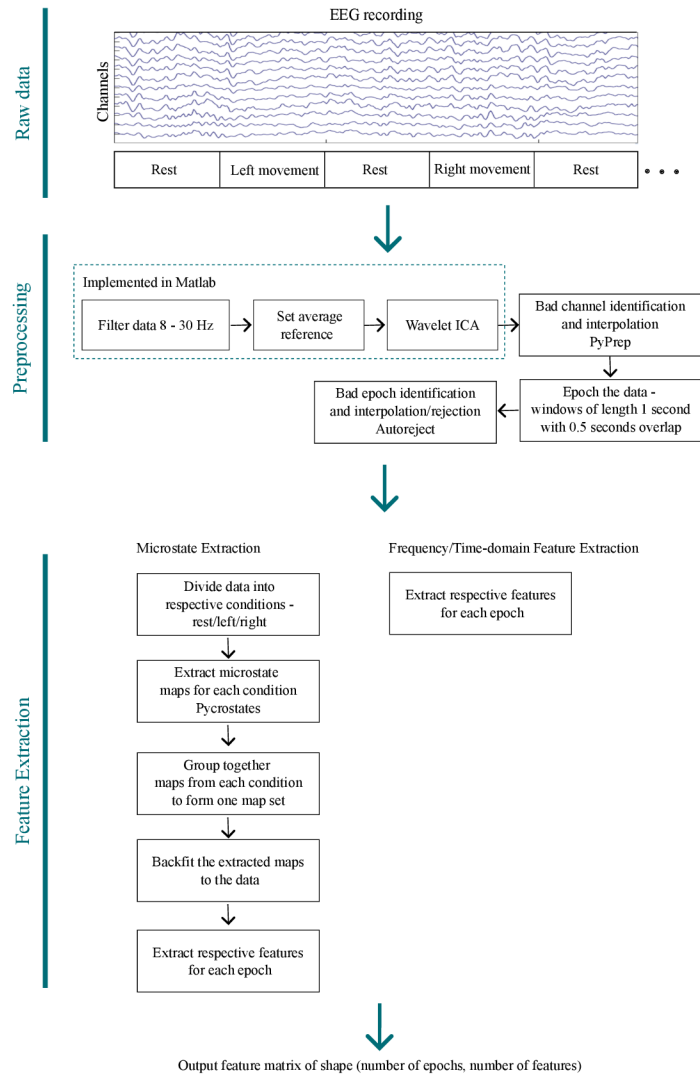 EEG recording
Raw data
Channels
Rest
Left movement
Rest
Right movement
Rest
Preprocessing
Implemented in Matlab
Filter data 8 - 30 Hz
Set average
reference
Wavelet ICA
Bad channel identification
and interpolation
PyPrep
Epoch the data -
windows of length 1 second
with 0.5 seconds overlap
Bad epoch identification
and interpolation/rejection
Autoreject
Feature Extraction
Microstate Extraction
Divide data into
respective conditions -
rest/left/right
Extract microstate
maps for each condition
Pycrostates
Group together
maps from each condition
to form one map set
Backfit the extracted maps
to the data
Extract respective features
for each epoch
Frequency/Time-domain Feature Extraction
Extract respective features
for each epoch
Output feature matrix of shape (number of epochs, number of features)